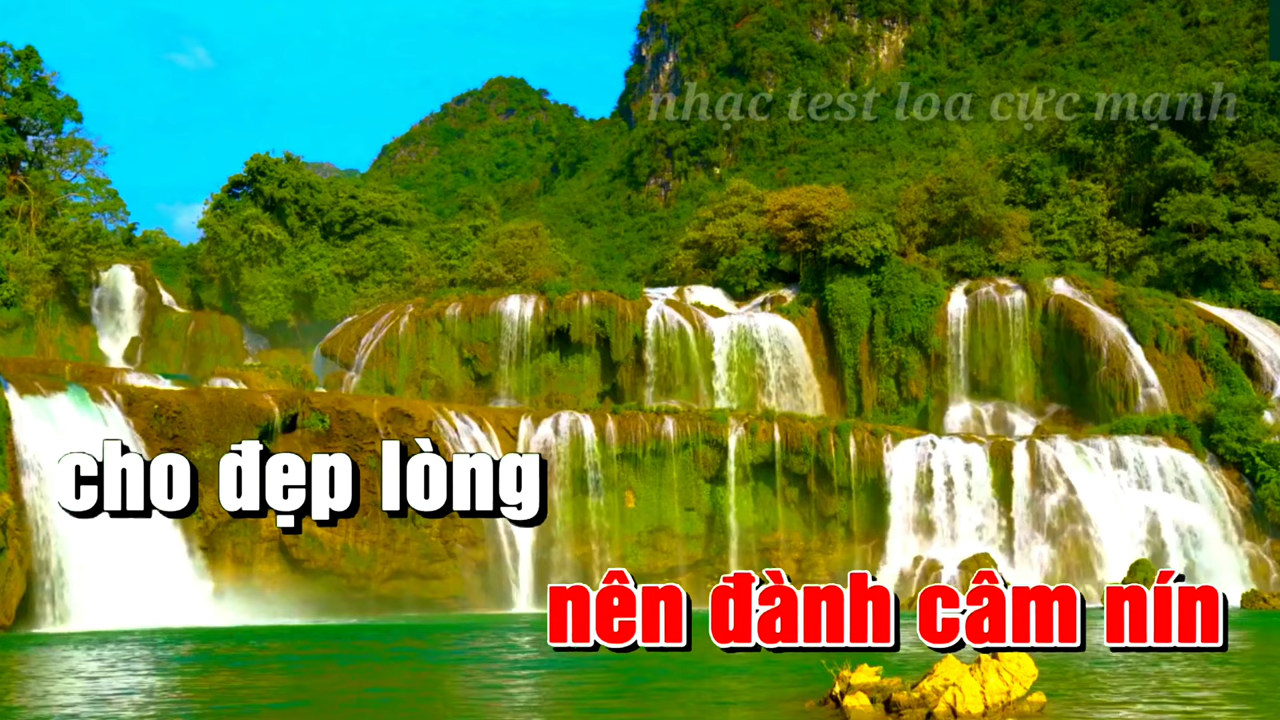 nhạc test loa cực mạnh
cho đẹp lòng
nên đành câm nín